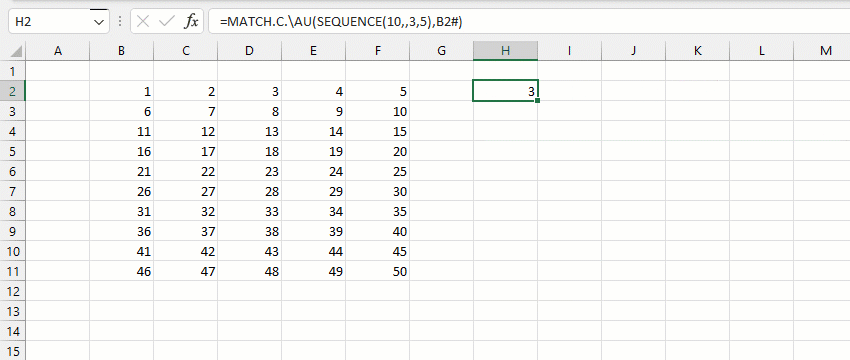 H2 fx =MATCH.C.\AU(SEQUENCE(10,,3,5),B2#)
A B C D E F G H I J K L M
1
2 1 2 3 4 5 3
3 6 7 8 9 10
4 11 12 13 14 15
5 16 17 18 19 20
6 21 22 23 24 25
7 26 27 28 29 30
8 31 32 33 34 35
9 36 37 38 39 40
10 41 42 43 44 45
11 46 47 48 49 50
12
13
14
15